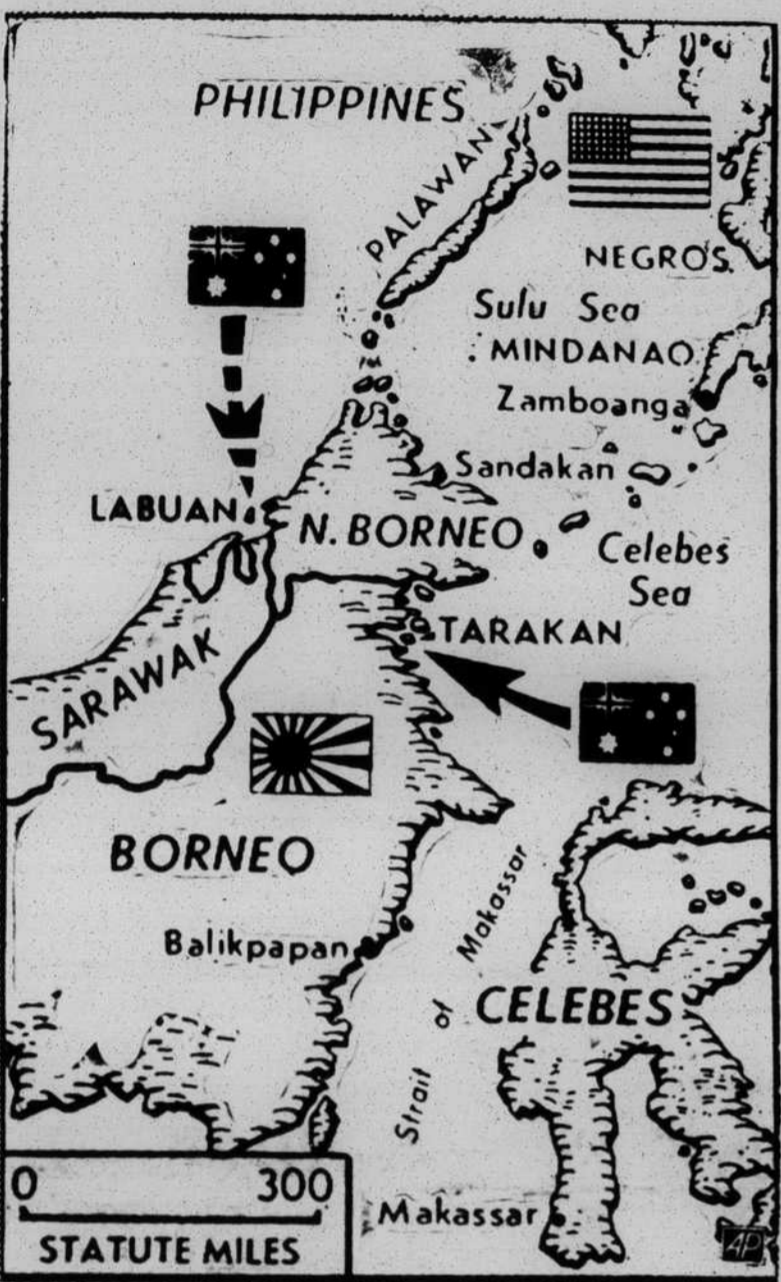 PHILIPPINES
PALAWAN
NEGROS
Sulu Sea
MINDANAO
Zamboanga
Sandakan
LABUAN
N. BORNEO
Celebes
Sea
TARAKAN
SARAWAK
BORNEO
Strait of Makassar
Balikpapan
CELEBES
Makassar
0 300
STATUTE MILES
AP